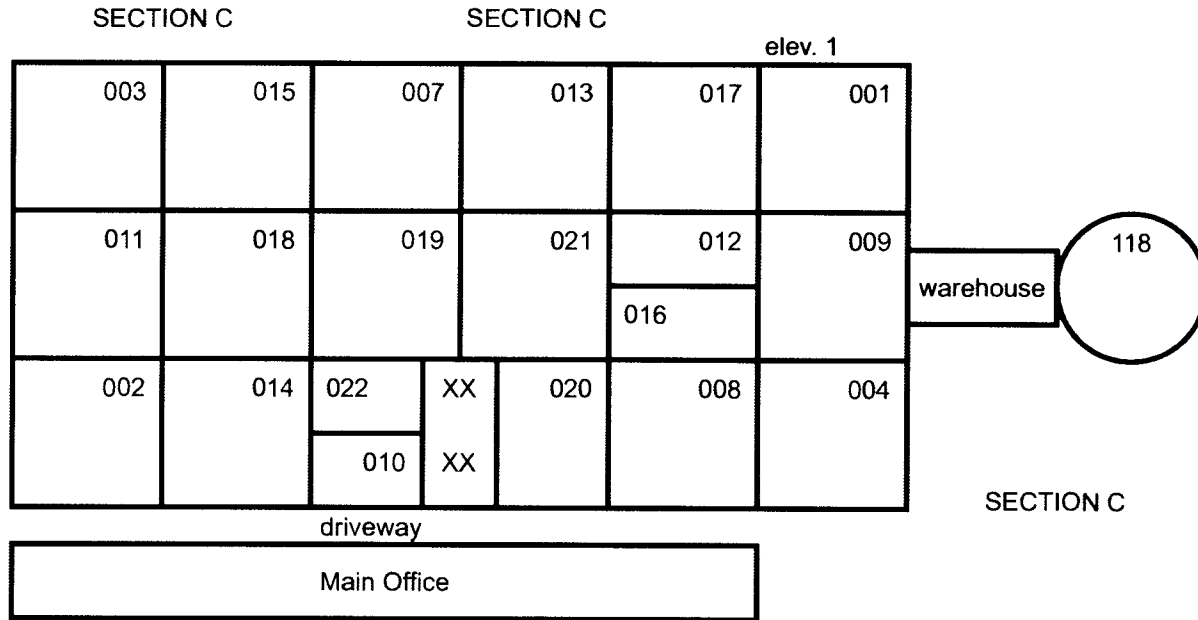 SECTION C SECTION C
elev. 1
003 015 007 013 017 001
011 018 019 021 012 009 118
warehouse
016
002 014 022 XX 020 008 004
010 XX
SECTION C
driveway
Main Office